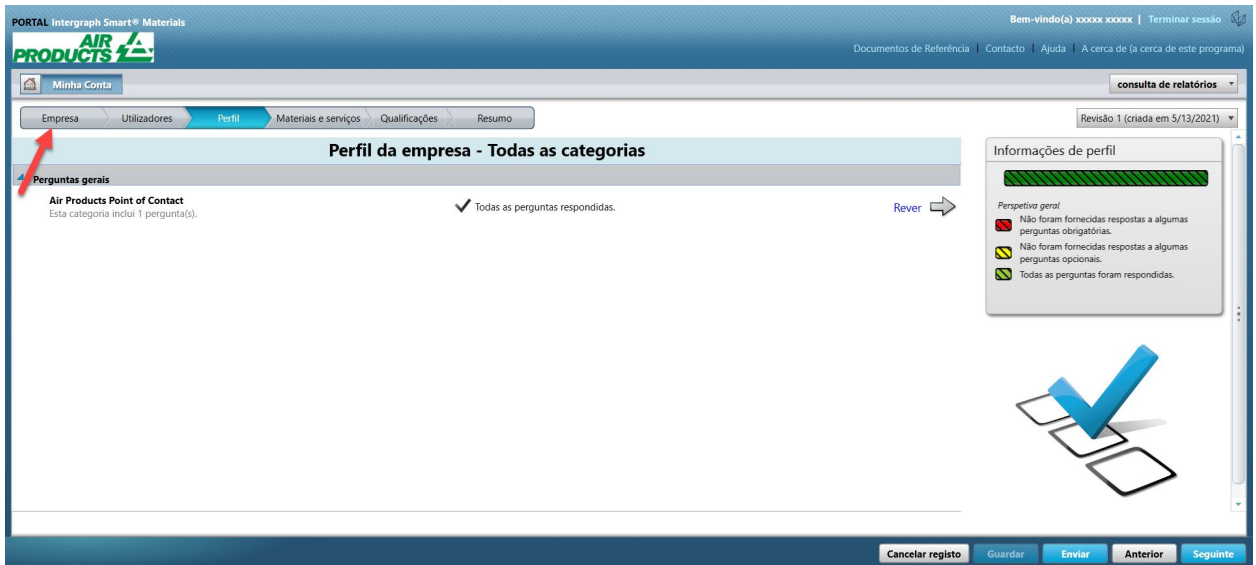 PORTAL Intergraph Smart® Materials
Bem-vindo(a) xxxxx xxxxx | Terminar sessão
AIR
PRODUCTS
Documentos de Referência | Contacto | Ajuda | A cerca de (a cerca de este programa)
Minha Conta
consulta de relatórios
Empresa Utilizadores Perfil Materiais e serviços Qualificações Resumo
Revisão 1 (criada em 5/13/2021)
Perfil da empresa - Todas as categorias
Perguntas gerais
Air Products Point of Contact
Esta categoria inclui 1 pergunta(s).
Todas as perguntas respondidas.
Rever
Informações de perfil
Perspetiva geral
Não foram fornecidas respostas a algumas
perguntas obrigatórias.
Não foram fornecidas respostas a algumas
perguntas opcionais.
Todas as perguntas foram respondidas.
Cancelar registo Guardar Enviar Anterior Seguinte